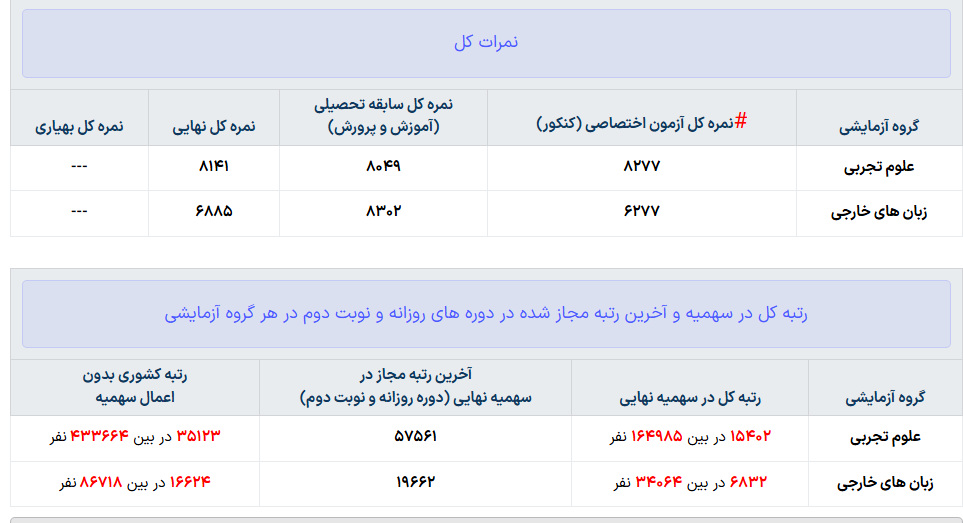 نمرات کل
گروه آزمایشی #نمره کل آزمون اختصاصی (کنکور) نمره کل سابقه تحصیلی (آموزش و پرورش) نمره کل نهایی نمره کل بهیاری
علوم تجربی ۸۲۷۷ ۸۰۴۹ ۸۱۴۱ ---
زبان های خارجی ۶۲۷۷ ۸۳۰۲ ۶۸۸۵ ---
رتبه کل در سهمیه و آخرین رتبه مجاز شده در دوره های روزانه و نوبت دوم در هر گروه آزمایشی
گروه آزمایشی رتبه کل در سهمیه نهایی آخرین رتبه مجاز در سهمیه نهایی (دوره روزانه و نوبت دوم) رتبه کشوری بدون اعمال سهمیه
علوم تجربی ۱۵۴۰۲ در بین ۱۶۴۹۸۵ نفر ۵۷۵۶۱ ۳۵۱۲۳ در بین ۴۳۳۶۶۴ نفر
زبان های خارجی ۶۸۳۲ در بین ۳۴۰۶۴ نفر ۱۹۶۶۲ ۱۶۶۲۴ در بین ۸۶۷۱۸ نفر